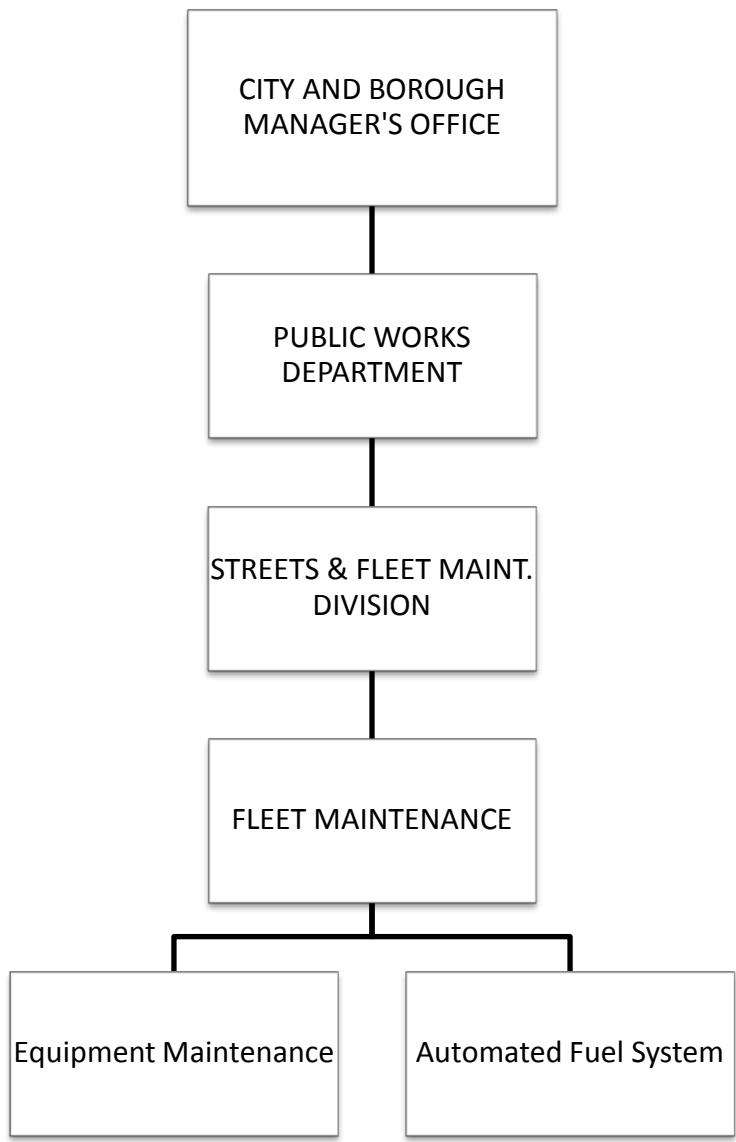 CITY AND BOROUGH
MANAGER'S OFFICE
PUBLIC WORKS
DEPARTMENT
STREETS & FLEET MAINT.
DIVISION
FLEET MAINTENANCE
Equipment Maintenance
Automated Fuel System